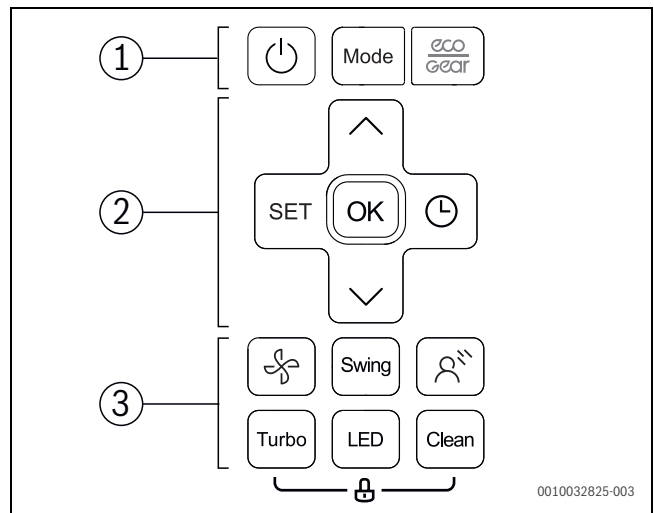 1
Mode
eco
Gear
2
SET
OK
3
Swing
Turbo
LED
Clean
0010032825-003